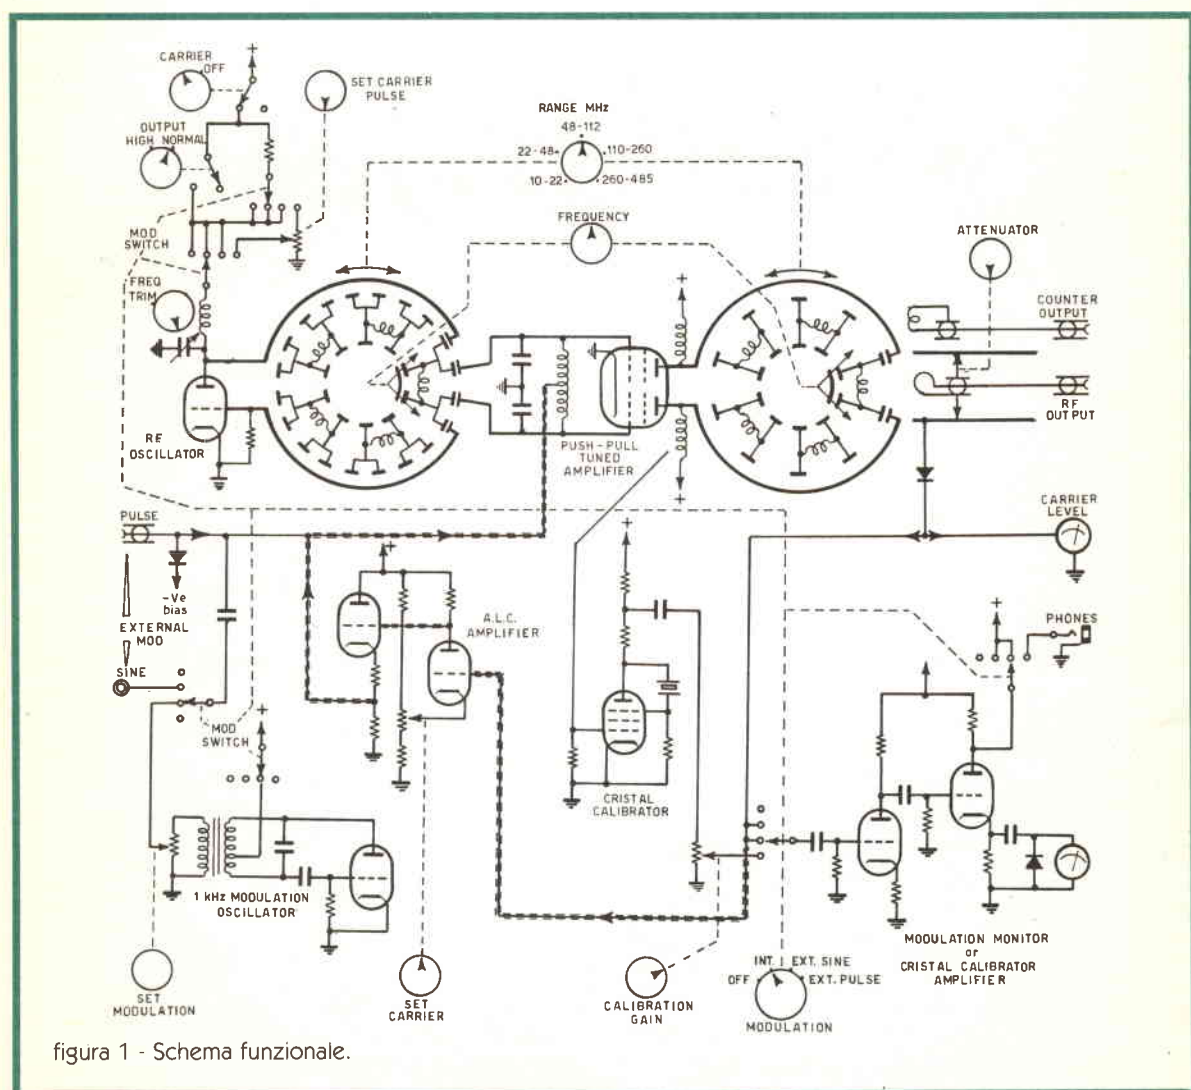 CARRIER
OFF
+
SET CARRIER
PULSE
OUTPUT
HIGH NORMAL
RANGE MHz
48-112
22-48
110-260
10-22
260-485
MOD
SWITCH
FREQUENCY
ATTENUATOR
FREQ
TRIM
+
COUNTER
OUTPUT
RF
OSCILLATOR
RF
OUTPUT
PUSH-PULL
TUNED
AMPLIFIER
+
PULSE
CARRIER
LEVEL
-Ve
bias
EXTERNAL
MOD
SINE
+
A.L.C.
AMPLIFIER
+
+
PHONES
MOD
SWITCH
+
CRISTAL
CALIBRATOR
1 kHz MODULATION
OSCILLATOR
MODULATION MONITOR
or
CRISTAL CALIBRATOR
AMPLIFIER
INT.
EXT. SINE
OFF
EXT. PULSE
SET
MODULATION
SET
CARRIER
CALIBRATION
GAIN
MODULATION
figura 1 - Schema funzionale.